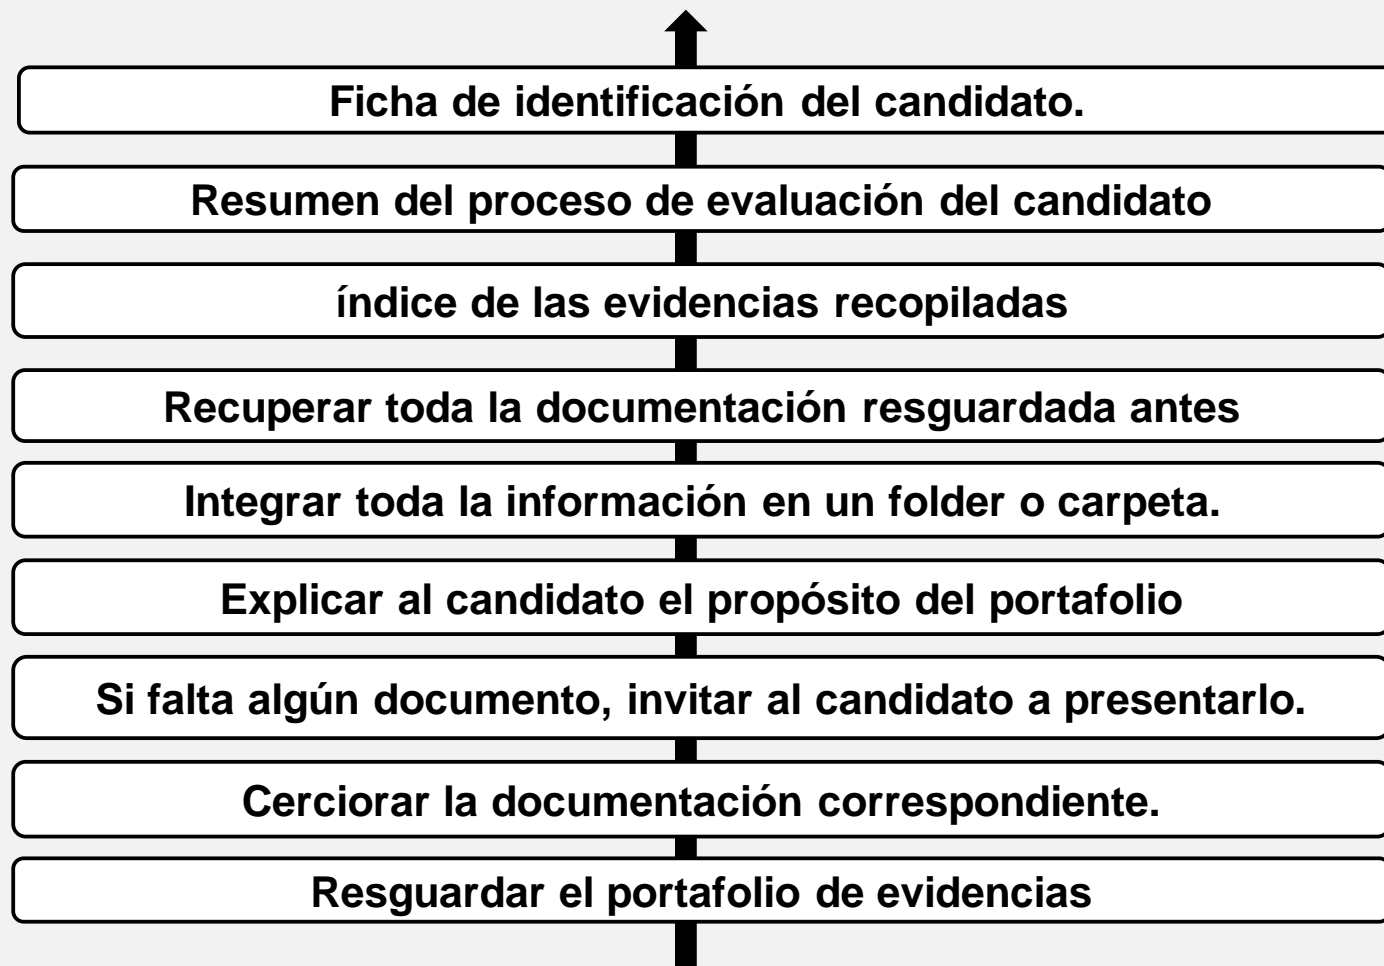 Ficha de identificación del candidato.
Resumen del proceso de evaluación del candidato
índice de las evidencias recopiladas
Recuperar toda la documentación resguardada antes
Integrar toda la información en un folder o carpeta.
Explicar al candidato el propósito del portafolio
Si falta algún documento, invitar al candidato a presentarlo.
Cerciorar la documentación correspondiente.
Resguardar el portafolio de evidencias